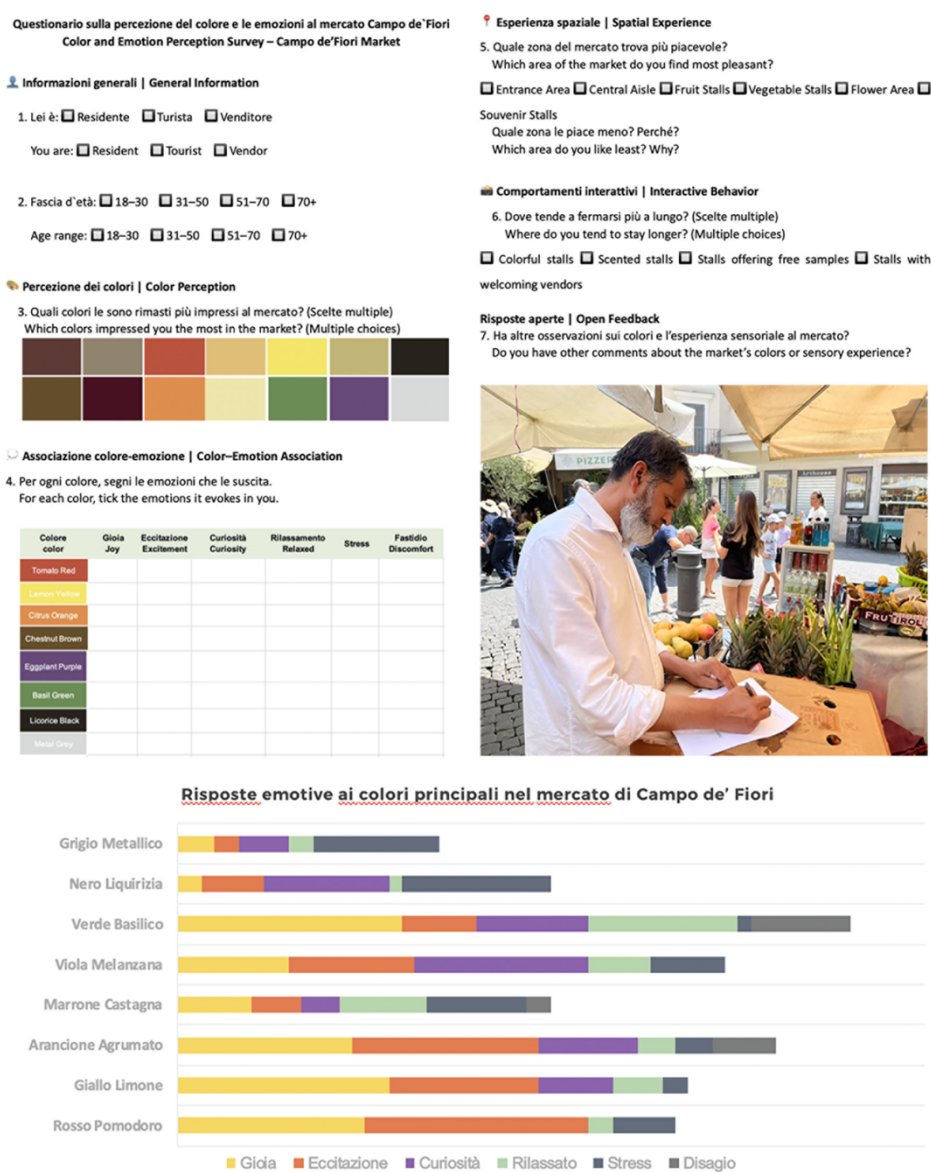 Questionario sulla percezione del colore e le emozioni al mercato Campo de`Fiori
Color and Emotion Perception Survey – Campo de’Fiori Market
Informazioni generali | General Information
1. Lei è: Residente Turista Venditore
You are: Resident Tourist Vendor
2. Fascia d`età: 18–30 31–50 51–70 70+
Age range: 18–30 31–50 51–70 70+
Percezione dei colori | Color Perception
3. Quali colori le sono rimasti più impressi al mercato? (Scelte multiple)
Which colors impressed you the most in the market? (Multiple choices)
Associazione colore-emozione | Color–Emotion Association
4. Per ogni colore, segni le emozioni che le suscita.
For each color, tick the emotions it evokes in you.
Colore color Gioia Joy Eccitazione Excitement Curiosità Curiosity Rilassamento Relaxed Stress Fastidio Discomfort
Tomato Red
Lemon Yellow
Citrus Orange
Chestnut Brown
Eggplant Purple
Basil Green
Licorice Black
Metal Grey
Esperienza spaziale | Spatial Experience
5. Quale zona del mercato trova più piacevole?
Which area of the market do you find most pleasant?
Entrance Area Central Aisle Fruit Stalls Vegetable Stalls Flower Area
Souvenir Stalls
Quale zona le piace meno? Perché?
Which area do you like least? Why?
Comportamenti interattivi | Interactive Behavior
6. Dove tende a fermarsi più a lungo? (Scelte multiple)
Where do you tend to stay longer? (Multiple choices)
Colorful stalls Scented stalls Stalls offering free samples Stalls with
welcoming vendors
Risposte aperte | Open Feedback
7. Ha altre osservazioni sui colori e l’esperienza sensoriale al mercato?
Do you have other comments about the market’s colors or sensory experience?
PIZZER
FRUTIROL
Risposte emotive ai colori principali nel mercato di Campo de’ Fiori
Grigio Metallico
Nero Liquirizia
Verde Basilico
Viola Melanzana
Marrone Castagna
Arancione Agrumato
Giallo Limone
Rosso Pomodoro
Gioia Eccitazione Curiosità Rilassato Stress Disagio